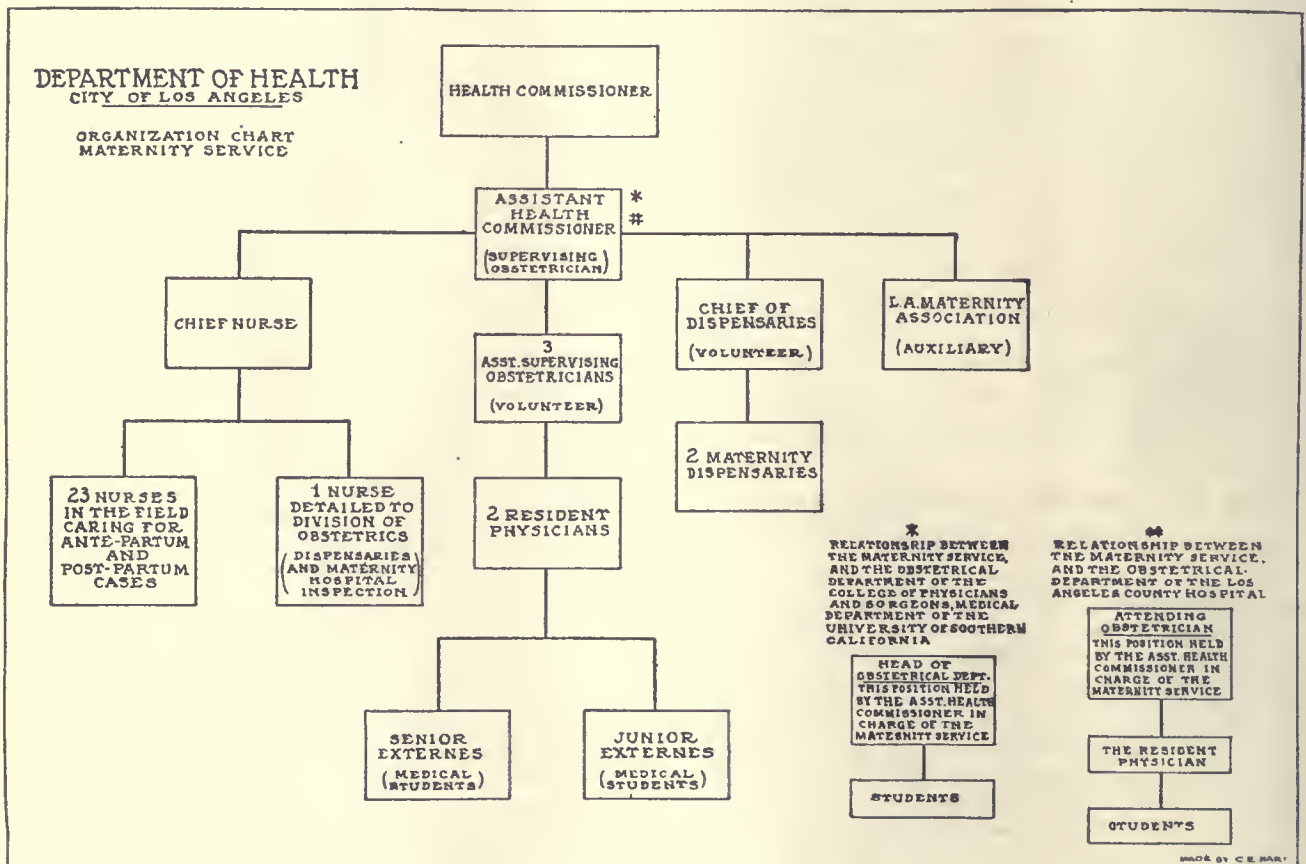 DEPARTMENT OF HEALTH
CITY OF LOS ANGELES
ORGANIZATION CHART
MATERNITY SERVICE
HEALTH COMMISSIONER
ASSISTANT *
HEALTH #
COMMISSIONER
(SUPERVISING
OBSTETRICIAN)
CHIEF NURSE
3
ASST. SUPERVISING
OBSTETRICIANS
(VOLUNTEER)
CHIEF OF
DISPENSARIES
(VOLUNTEER)
L.A. MATERNITY
ASSOCIATION
(AUXILIARY)
23 NURSES
IN THE FIELD
CARING FOR
ANTE-PARTUM
AND
POST-PARTUM
CASES
1 NURSE
DETAILED TO
DIVISION OF
OBSTETRICS
(DISPENSARIES
AND MATERNITY
HOSPITAL
INSPECTION)
2 RESIDENT
PHYSICIANS
2 MATERNITY
DISPENSARIES
SENIOR
EXTERNES
(MEDICAL
STUDENTS)
JUNIOR
EXTERNES
(MEDICAL
STUDENTS)
*
RELATIONSHIP BETWEEN
THE MATERNITY SERVICE,
AND THE OBSTETRICAL
DEPARTMENT OF THE
COLLEGE OF PHYSICIANS
AND SORGEONS, MEDICAL
DEPARTMENT OF THE
UNIVERSITY OF SOOTHERN
CALIFORNIA
HEAD OF
OBSTETRICAL DEPT.
THIS POSITION HELD
BY THE ASST. HEALTH
COMMISSIONER IN
CHARGE OF THE
MATERNITY SERVICE
STUDENTS
#
RELATIONSHIP BETWEEN
THE MATERNITY SERVICE,
AND THE OBSTETRICAL-
DEPARTMENT OF THE LOS
ANGELES COUNTY HOSPITAL
ATTENDING
OBSTETRICIAN
THIS POSITION HELD
BY THE ASST. HEALTH
COMMISSIONER IN
CHARGE OF THE
MATERNITY SERVICE
THE RESIDENT
PHYSICIAN
STUDENTS
MADE BY C.E.